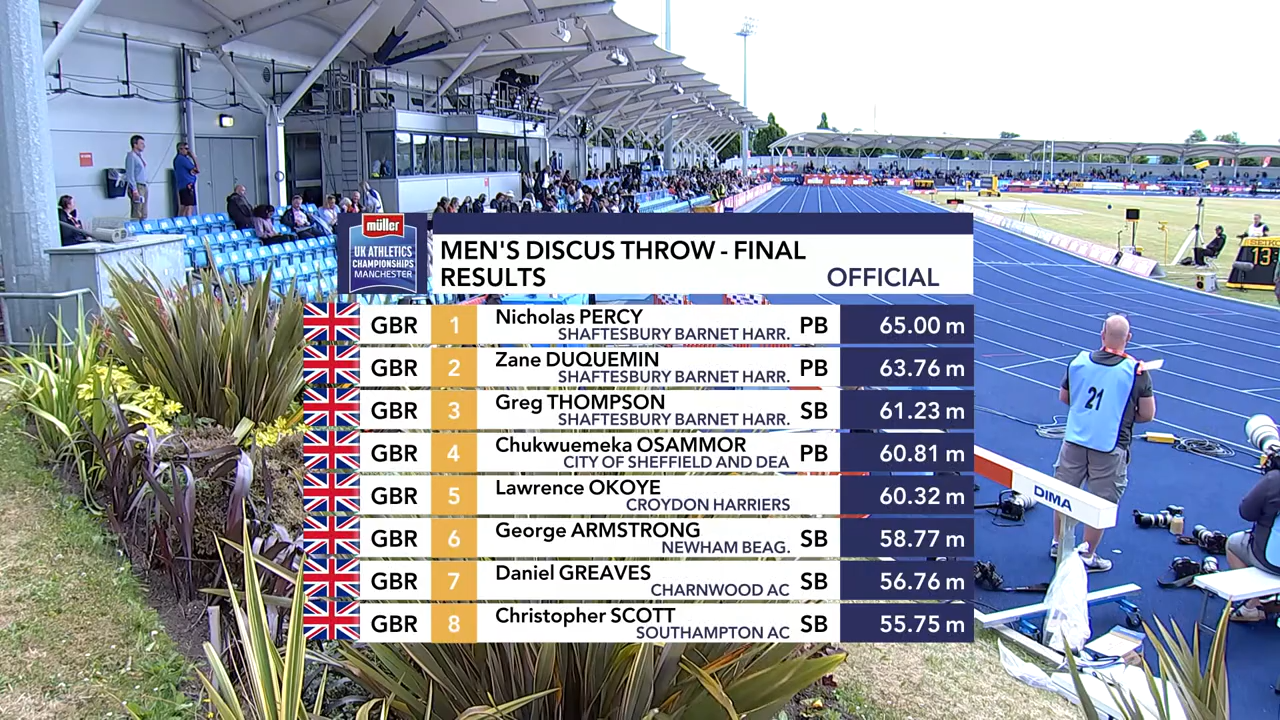 müller
UK ATHLETICS
CHAMPIONSHIPS
MANCHESTER
MEN'S DISCUS THROW - FINAL
RESULTS OFFICIAL
GBR 1 Nicholas PERCY SHAFTESBURY BARNET HARR. PB 65.00 m
GBR 2 Zane DUQUEMIN SHAFTESBURY BARNET HARR. PB 63.76 m
GBR 3 Greg THOMPSON SHAFTESBURY BARNET HARR. SB 61.23 m
GBR 4 Chukwuemeka OSAMMOR CITY OF SHEFFIELD AND DEA PB 60.81 m
GBR 5 Lawrence OKOYE CROYDON HARRIERS 60.32 m
GBR 6 George ARMSTRONG NEWHAM BEAG. SB 58.77 m
GBR 7 Daniel GREAVES CHARNWOOD AC SB 56.76 m
GBR 8 Christopher SCOTT SOUTHAMPTON AC SB 55.75 m
SEIKO
13
21
DIMA